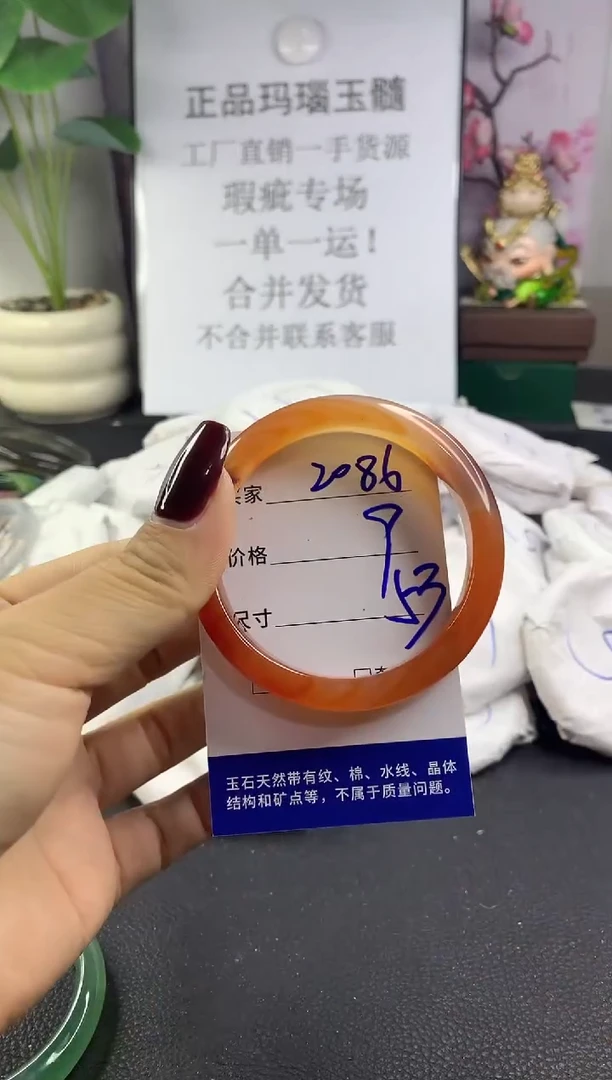 正品玛瑙玉髓
工厂直销一手货源
瑕疵专场
一单一运！
合并发货
不合并联系客服
家 2086
价格 9
尺寸 53
玉石天然带有纹、棉、水线、晶体
结构和矿点等，不属于质量问题。